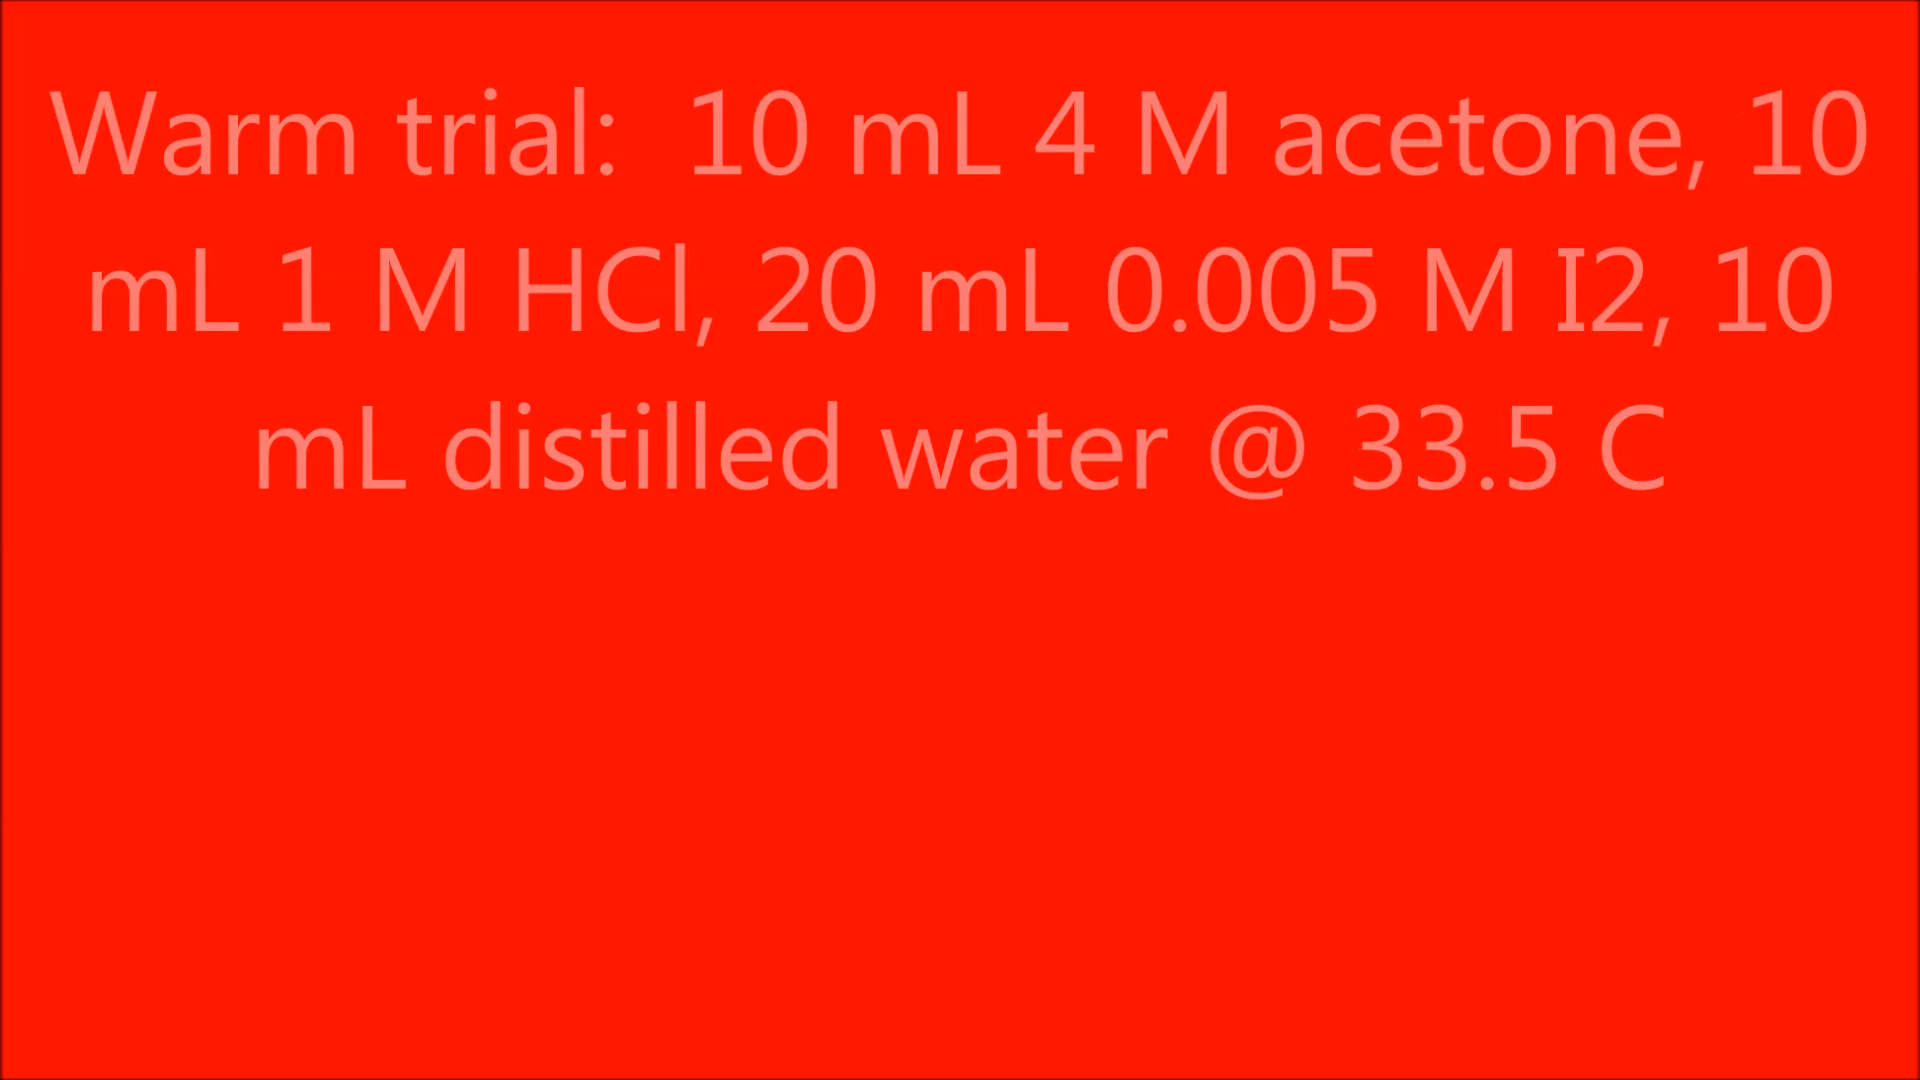 Warm trial:  10 mL 4 M acetone, 10
mL 1 M HCl, 20 mL 0.005 M I2, 10
mL distilled water @ 33.5 C